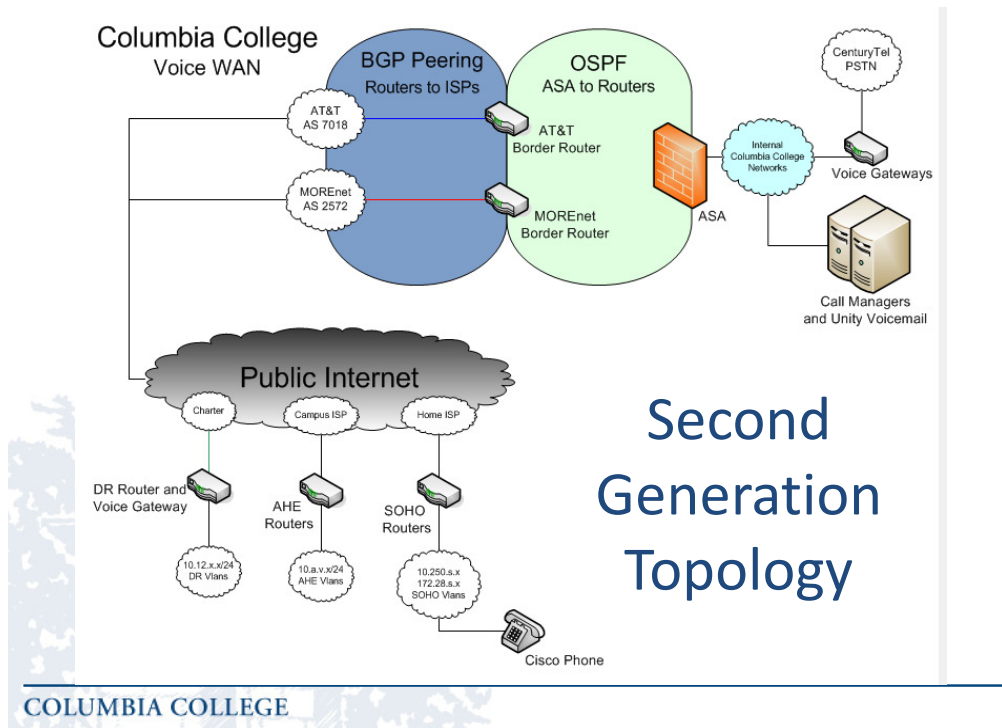 Columbia College
Voice WAN
BGP Peering
Routers to ISPs
OSPF
ASA to Routers
CenturyTel
PSTN
AT&T
AS 7018
AT&T
Border Router
Internal
Columbia College
Networks
Voice Gateways
MOREnet
AS 2572
MOREnet
Border Router
ASA
Call Managers
and Unity Voicemail
Public Internet
Charter
Campus ISP
Home ISP
DR Router and
Voice Gateway
AHE
Routers
SOHO
Routers
10.12.x.x/24
DR Vlans
10.a.v.x/24
AHE Vlans
10.250.s.x
172.28.s.x
SOHO Vlans
Cisco Phone
Second
Generation
Topology
COLUMBIA COLLEGE